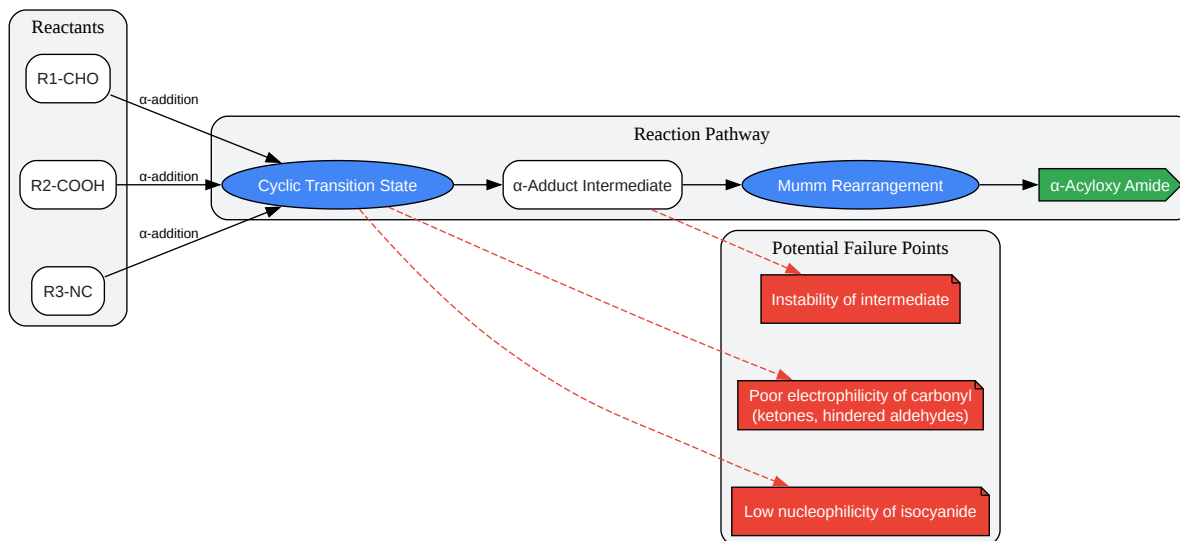 Reactants
R1-CHO
α-addition
Reaction Pathway
R2-COOH
α-addition
Cyclic Transition State
α-Adduct Intermediate
Mumm Rearrangement
α-Acyloxy Amide
α-addition
R3-NC
Potential Failure Points
Instability of intermediate
Poor electrophilicity of carbonyl
(ketones, hindered aldehydes)
Low nucleophilicity of isocyanide